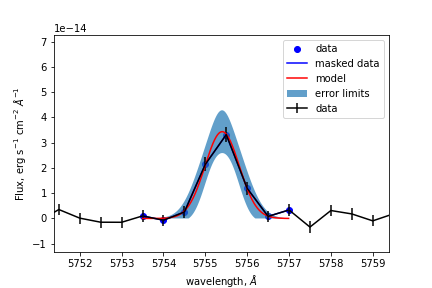 1e−14
7
6
5
4
3
2
1
0
−1
Flux, erg s⁻¹ cm⁻² Å⁻¹
data
masked data
model
error limits
data
5752 5753 5754 5755 5756 5757 5758 5759
wavelength, Å